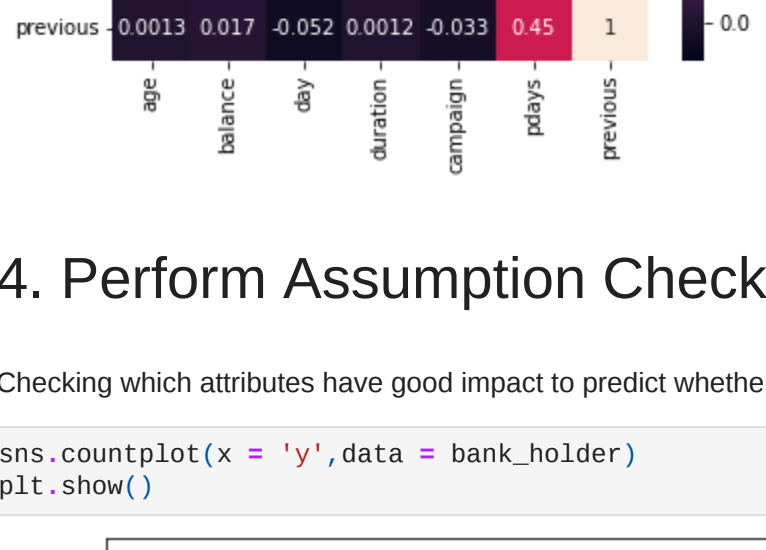 previous 0.0013 0.017 -0.052 0.0012 -0.033 0.45 1 0.0
age balance day duration campaign pdays previous
4. Perform Assumption Check
Checking which attributes have good impact to predict whethe
sns.countplot(x = 'y',data = bank_holder)
plt.show()